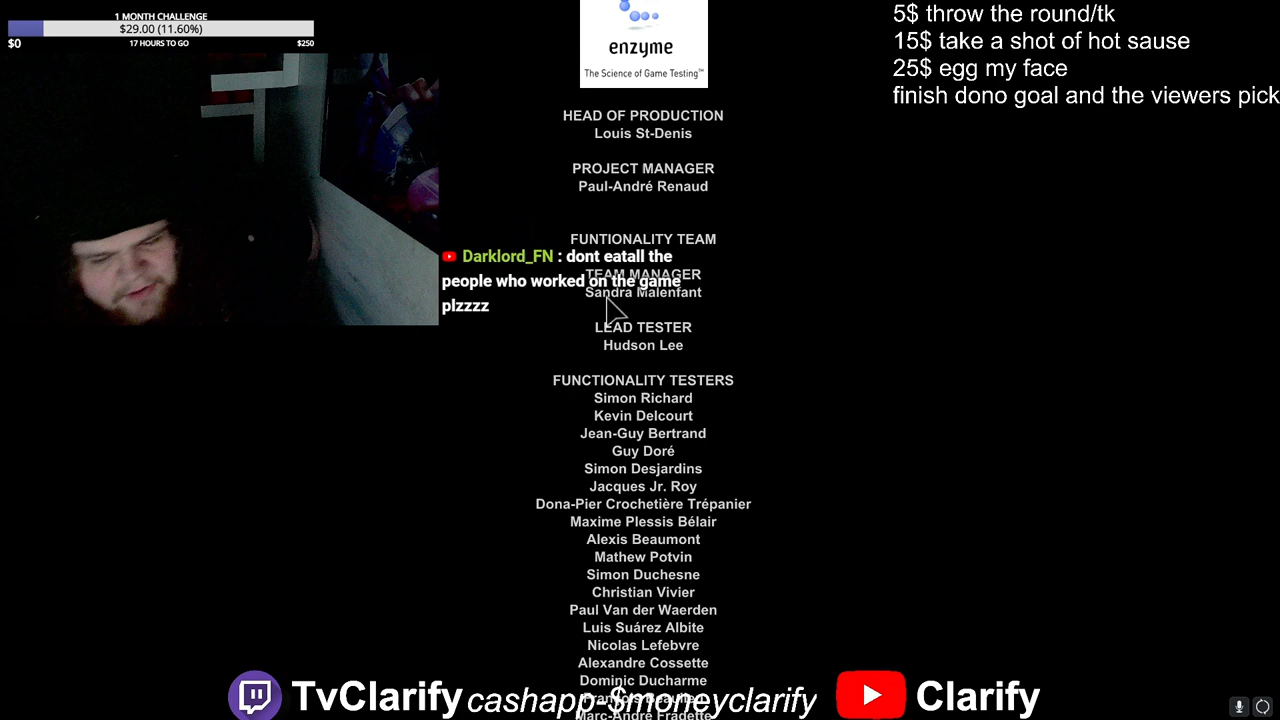 1 MONTH CHALLENGE
$29.00 (11.60%)
$0
17 HOURS TO GO
$250
enzyme
The Science of Game Testing™
5$ throw the round/tk
15$ take a shot of hot sause
25$ egg my face
finish dono goal and the viewers pick
HEAD OF PRODUCTION
Louis St-Denis
PROJECT MANAGER
Paul-André Renaud
FUNTIONALITY TEAM
Darklord_FN : dont eatall the
people who worked on the game
plzzzz
TEAM MANAGER
Sandra Malenfant
LEAD TESTER
Hudson Lee
FUNCTIONALITY TESTERS
Simon Richard
Kevin Delcourt
Jean-Guy Bertrand
Guy Doré
Simon Desjardins
Jacques Jr. Roy
Dona-Pier Crochetière Trépanier
Maxime Plessis Bélair
Alexis Beaumont
Mathew Potvin
Simon Duchesne
Christian Vivier
Paul Van der Waerden
Luis Suárez Albite
Nicolas Lefebvre
Alexandre Cossette
Dominic Ducharme
François Beaulieu
Marc-Andre Fradette
TvClarify
cashapp-$moneyclarify
Clarify